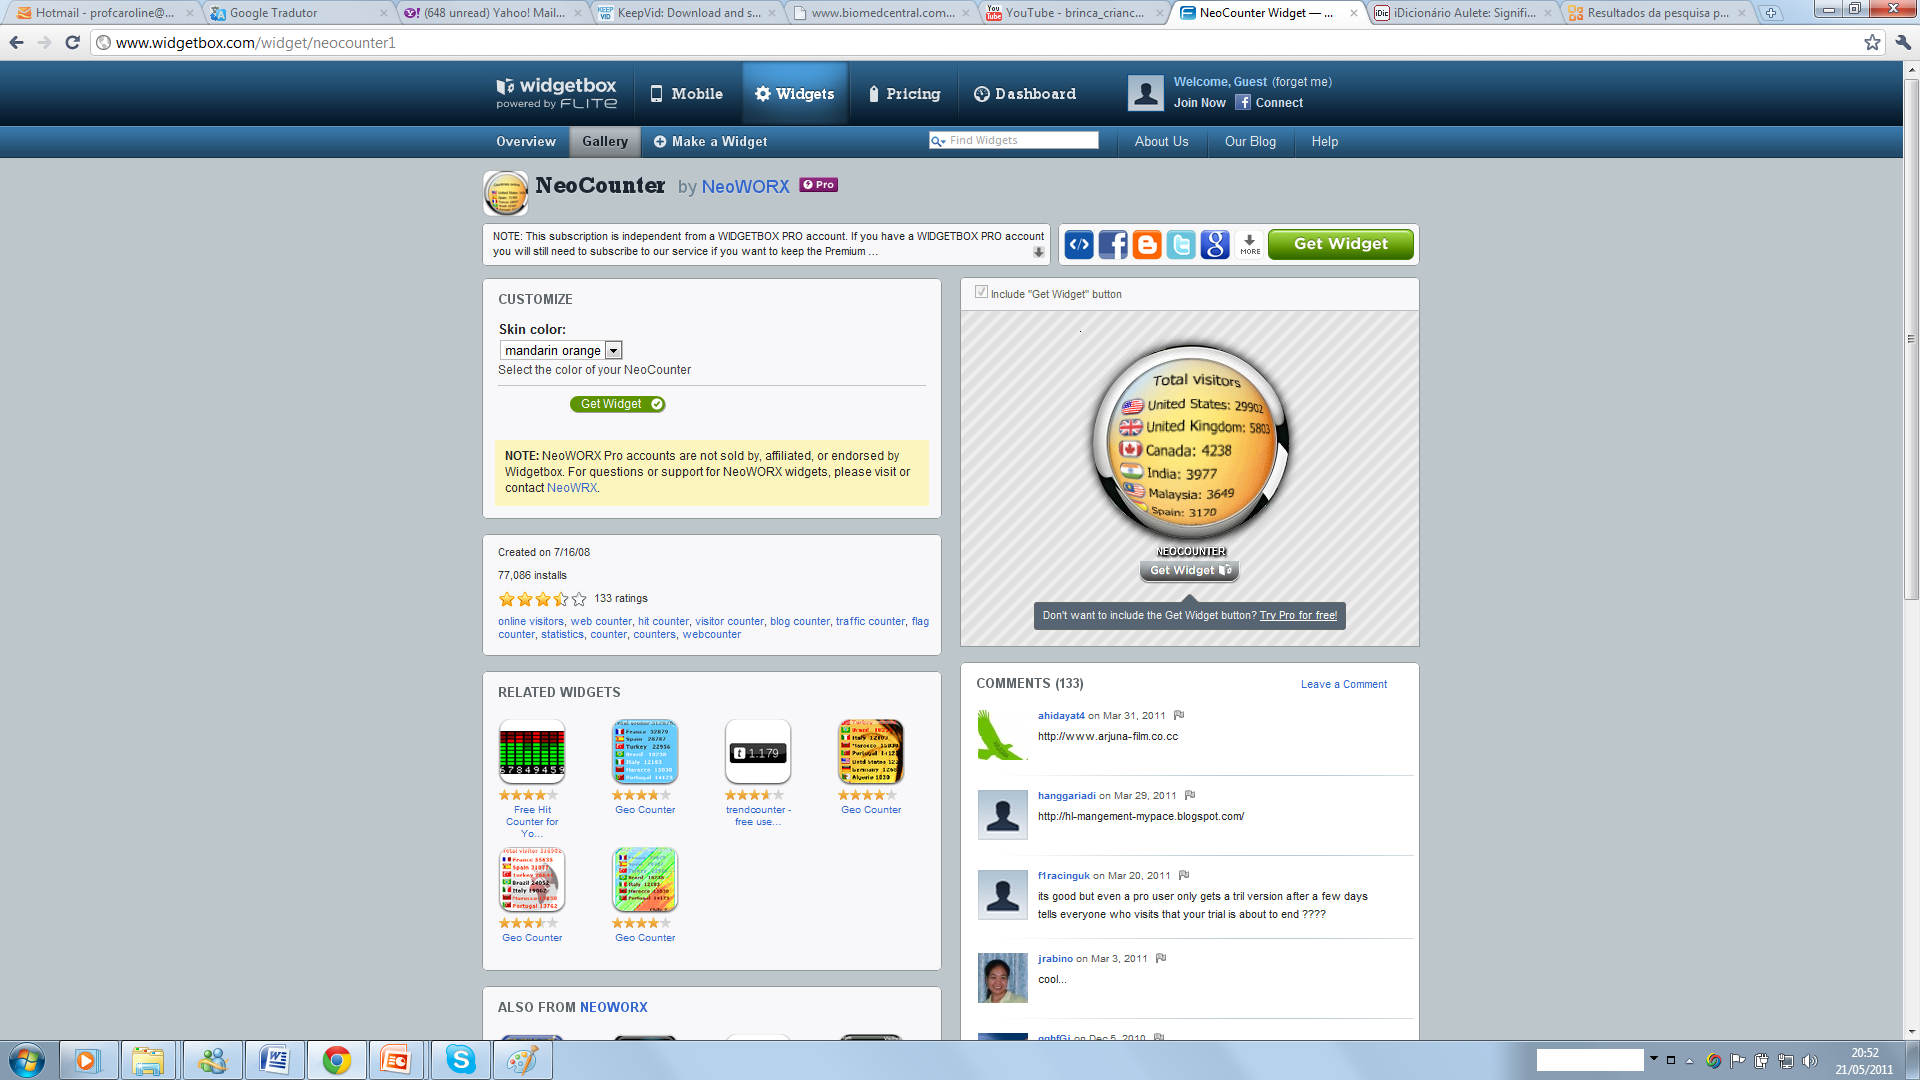 Hotmail - profcaroline@...
Google Tradutor
(648 unread) Yahoo! Mail...
KeepVid: Download and s...
www.biomedcentral.com...
YouTube - brinca_crianc...
NeoCounter Widget — ...
iDicionário Aulete: Signifi...
Resultados da pesquisa p...
www.widgetbox.com/widget/neocounter1
widgetbox
powered by FLITE
Mobile
Widgets
Pricing
Dashboard
Welcome, Guest (forget me)
Join Now
Connect
Overview
Gallery
Make a Widget
Find Widgets
About Us
Our Blog
Help
NeoCounter by NeoWORX
Pro
NOTE: This subscription is independent from a WIDGETBOX PRO account. If you have a WIDGETBOX PRO account
you will still need to subscribe to our service if you want to keep the Premium ...
MORE
Get Widget
CUSTOMIZE
Skin color:
mandarin orange
Select the color of your NeoCounter
Get Widget
NOTE: NeoWORX Pro accounts are not sold by, affiliated, or endorsed by
Widgetbox. For questions or support for NeoWORX widgets, please visit or
contact NeoWRX.
Include "Get Widget" button
Total visitors
United States: 29902
United Kingdom: 5803
Canada: 4238
India: 3977
Malaysia: 3649
Spain: 3170
NEOCOUNTER
Get Widget
Don't want to include the Get Widget button? Try Pro for free!
Created on 7/16/08
77,086 installs
133 ratings
online visitors, web counter, hit counter, visitor counter, blog counter, traffic counter, flag
counter, statistics, counter, counters, webcounter
RELATED WIDGETS
67849459
1.179
Free Hit
Counter for
Yo...
Geo Counter
trendcounter -
free use...
Geo Counter
Geo Counter
Geo Counter
ALSO FROM NEOWORX
COMMENTS (133)
Leave a Comment
ahidayat4 on Mar 31, 2011
http://www.arjuna-film.co.cc
hanggariadi on Mar 29, 2011
http://hl-mangement-mypace.blogspot.com/
f1racinguk on Mar 20, 2011
its good but even a pro user only gets a tril version after a few days
tells everyone who visits that your trial is about to end ????
jrabino on Mar 3, 2011
cool...
on Dec 5, 2010
20:52
21/05/2011